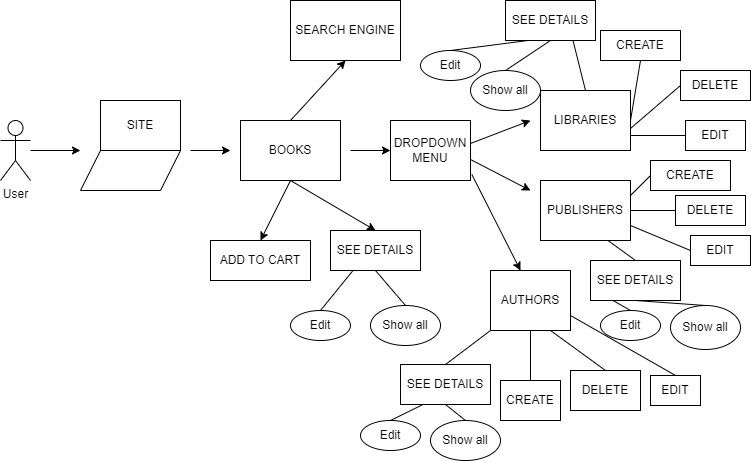 SEE DETAILS
SEARCH ENGINE
CREATE
Edit
Show all
DELETE
LIBRARIES
SITE
EDIT
BOOKS
DROPDOWN
MENU
User
CREATE
PUBLISHERS
DELETE
ADD TO CART
SEE DETAILS
EDIT
SEE DETAILS
AUTHORS
Edit
Show all
Edit
Show all
SEE DETAILS
CREATE
DELETE
EDIT
Edit
Show all